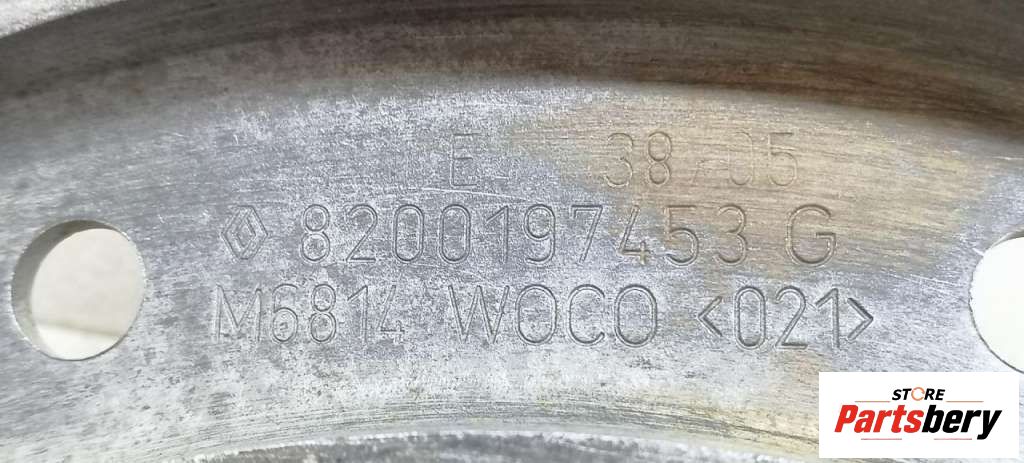 E 38 05
8200197453 G
M6814 WOCO <021>
STORE
Partsbery